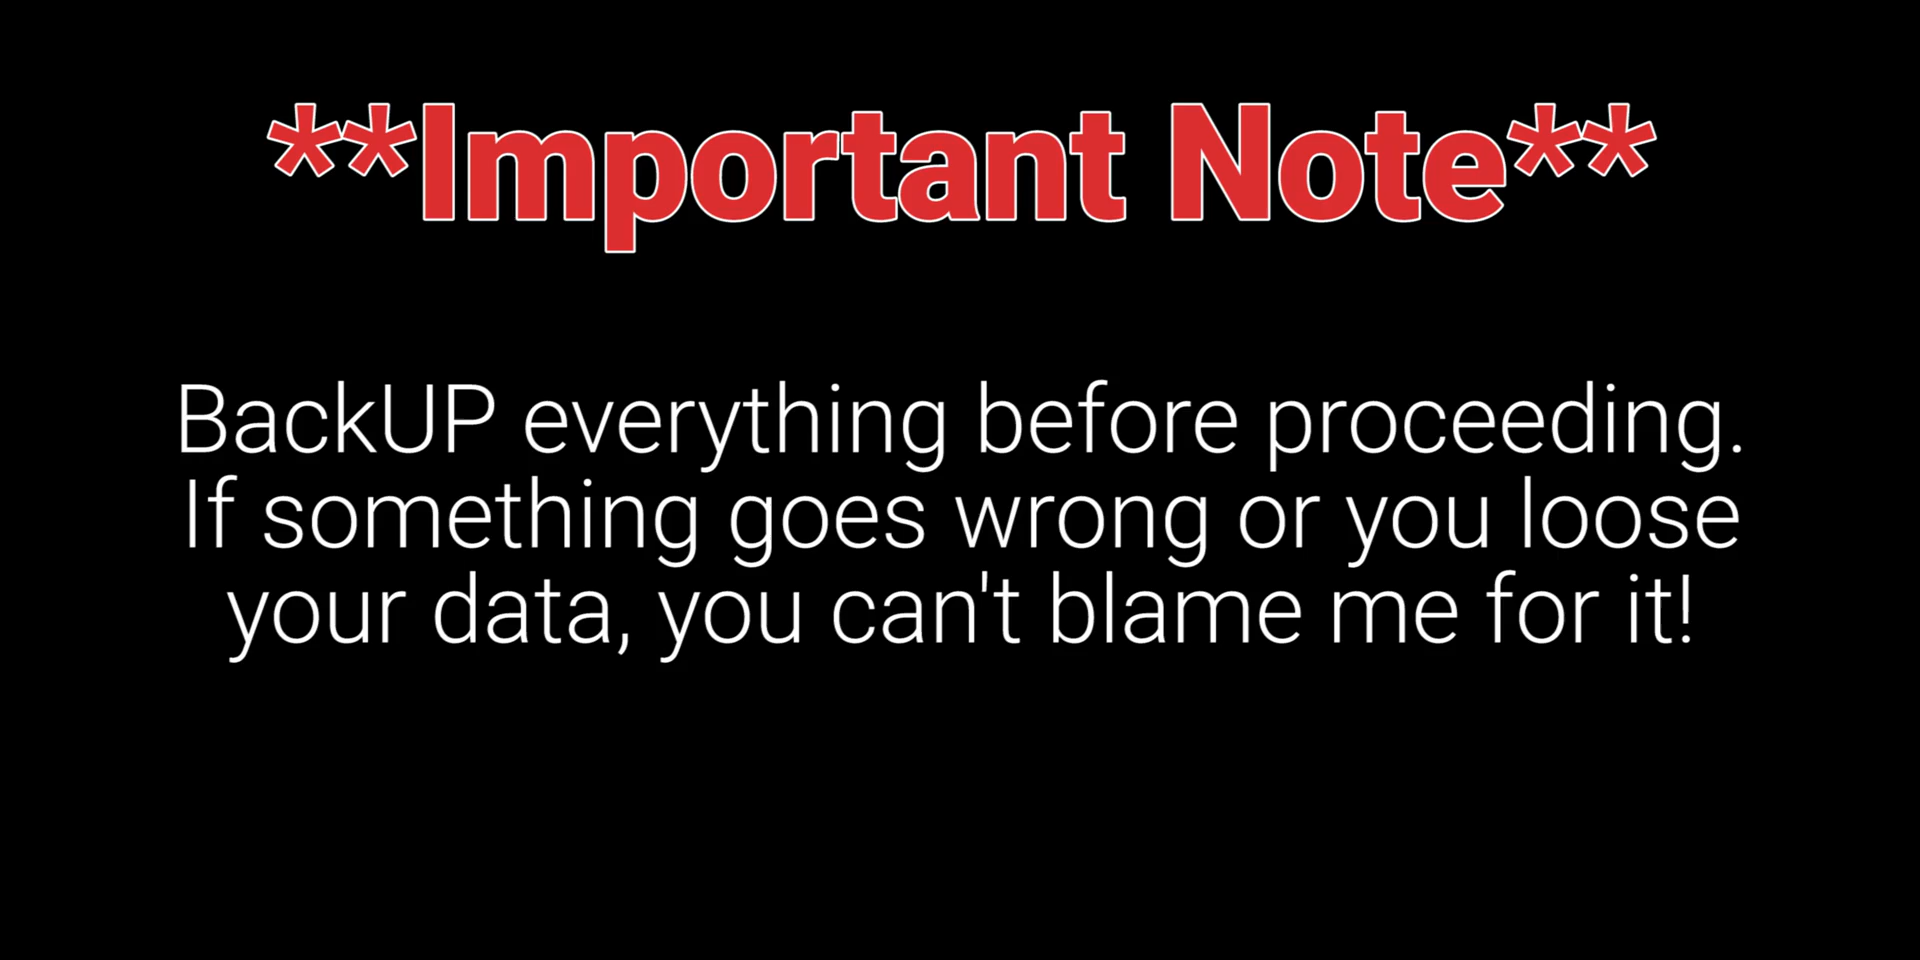 **Important Note**
BackUP everything before proceeding.
If something goes wrong or you loose
your data, you can't blame me for it!